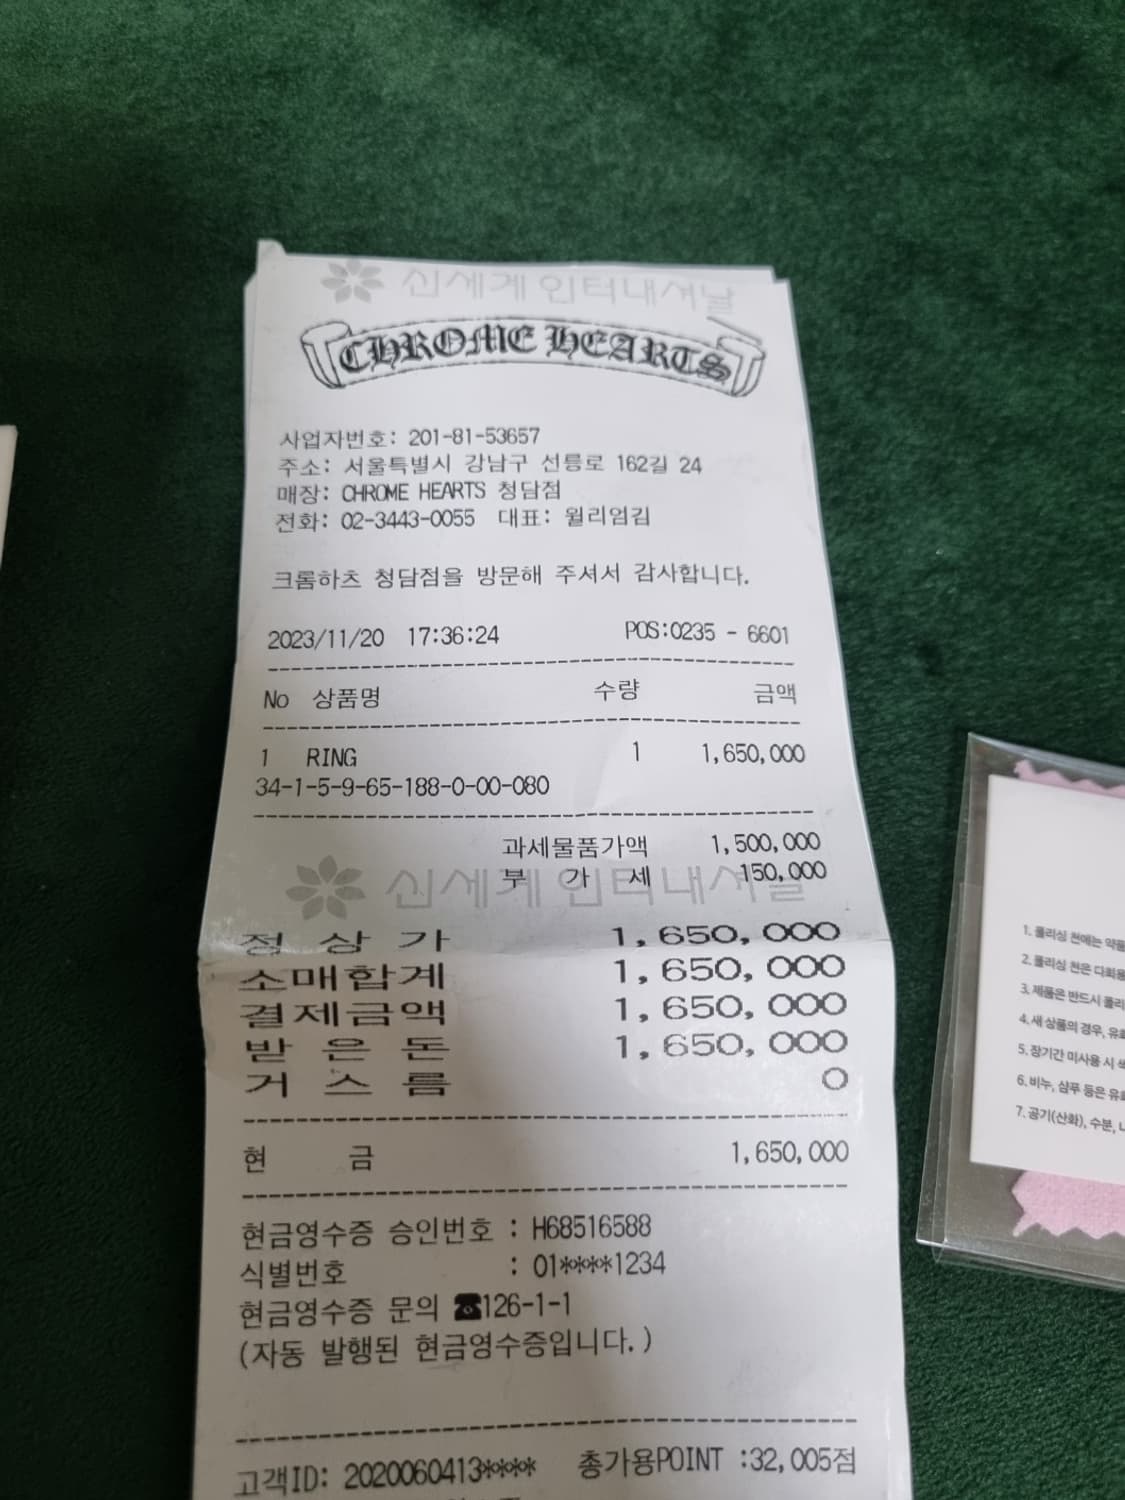 신세계인터내셔날
CHROME HEARTS
사업자번호: 201-81-53657
주소: 서울특별시 강남구 선릉로 162길 24
매장: CHROME HEARTS 청담점
전화: 02-3443-0055 대표: 윌리엄김
크롬하츠 청담점을 방문해 주셔서 감사합니다.
2023/11/20 17:36:24 POS:0235 - 6601
No 상품명 수량 금액
1 RING 1 1,650,000
34-1-5-9-65-188-0-00-080
과세물품가액 1,500,000
부 가 세 150,000
신세계인터내셔날
정 상 가 1,650,000
소매합계 1,650,000
결제금액 1,650,000
받 은 돈 1,650,000
거 스 름 0
현 금 1,650,000
현금영수증 승인번호 : H68516588
식별번호 : 01****1234
현금영수증 문의 ☎126-1-1
(자동 발행된 현금영수증입니다.)
고객ID: 2020060413**** 총가용POINT :32,005점
1. 폴리싱 천에는 약품
2. 폴리싱 천은 다회용
3. 제품은 반드시 폴리
4. 새 상품의 경우, 유화
5. 장기간 미사용 시
6. 비누, 샴푸 등은 유화
7. 공기(산화), 수분,